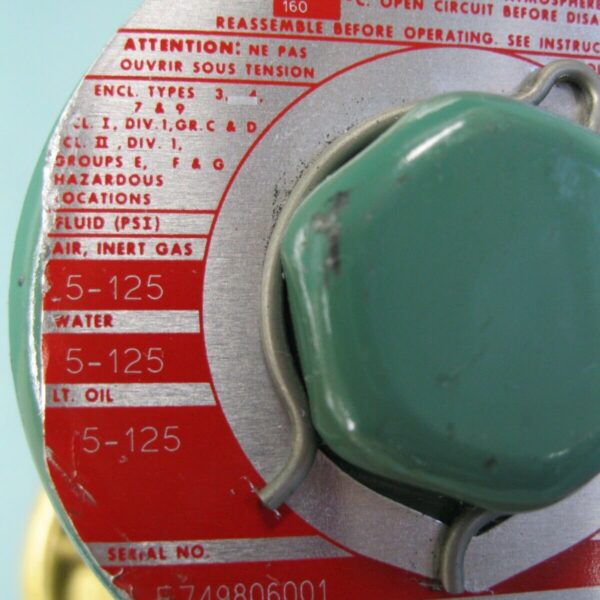 160
C. OPEN CIRCUIT BEFORE DISA
REASSEMBLE BEFORE OPERATING. SEE INSTRUC
ATTENTION: NE PAS
OUVRIR SOUS TENSION
ENCL. TYPES 3, 4,
7 & 9
CL. I, DIV.1,GR.C & D
CL. II , DIV. 1,
GROUPS E, F & G
HAZARDOUS
LOCATIONS
FLUID (PSI)
AIR, INERT GAS
5-125
WATER
5-125
LT. OIL
5-125
SERIAL NO.
E749806001